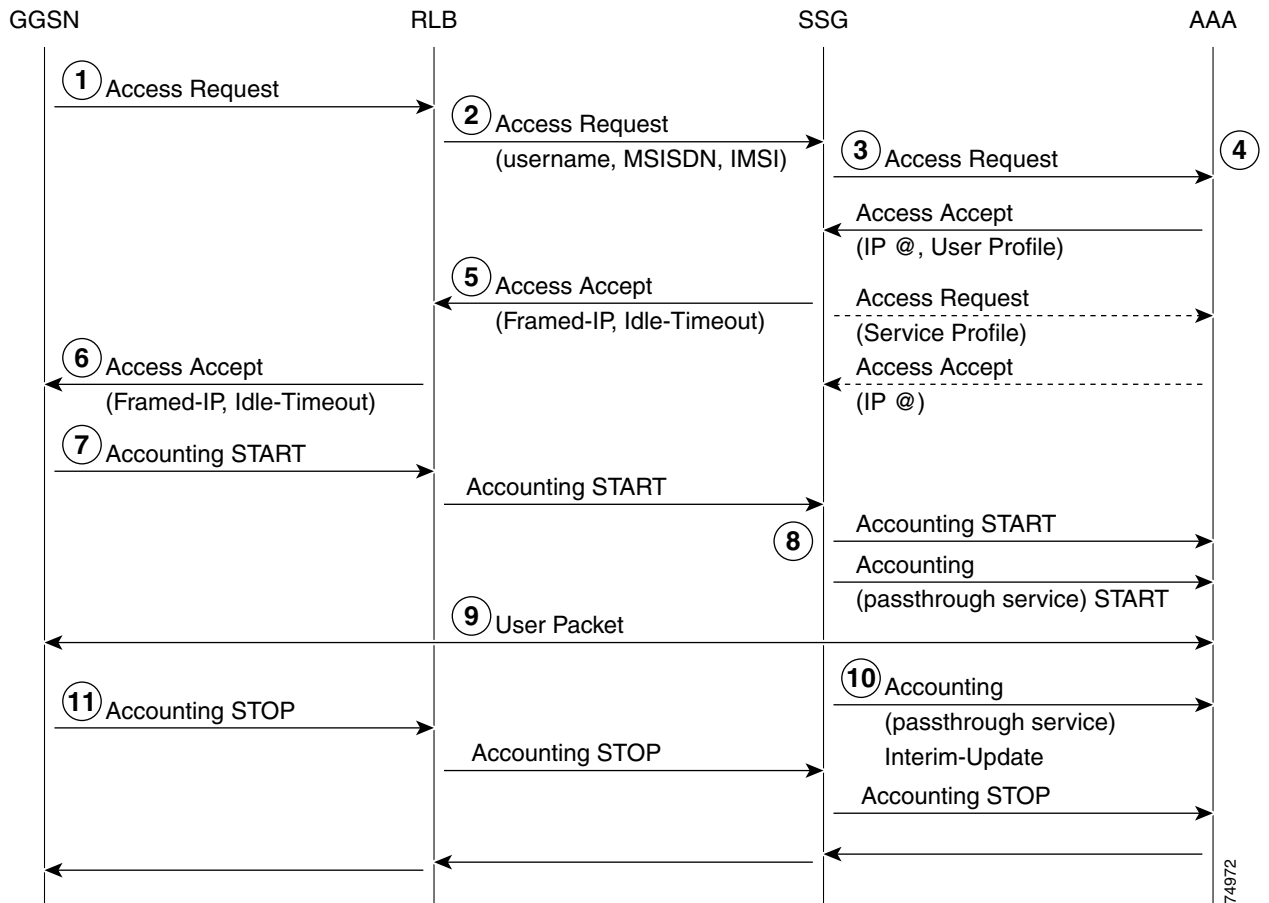 GGSN RLB SSG AAA
1 Access Request
2 Access Request
(username, MSISDN, IMSI)
3 Access Request
4
Access Accept
(IP @, User Profile)
5 Access Accept
(Framed-IP, Idle-Timeout)
Access Request
(Service Profile)
6 Access Accept
(Framed-IP, Idle-Timeout)
Access Accept
(IP @)
7 Accounting START
Accounting START
8
Accounting START
Accounting
(passthrough service) START
9 User Packet
10 Accounting
(passthrough service)
Interim-Update
11 Accounting STOP
Accounting STOP
Accounting STOP
74972